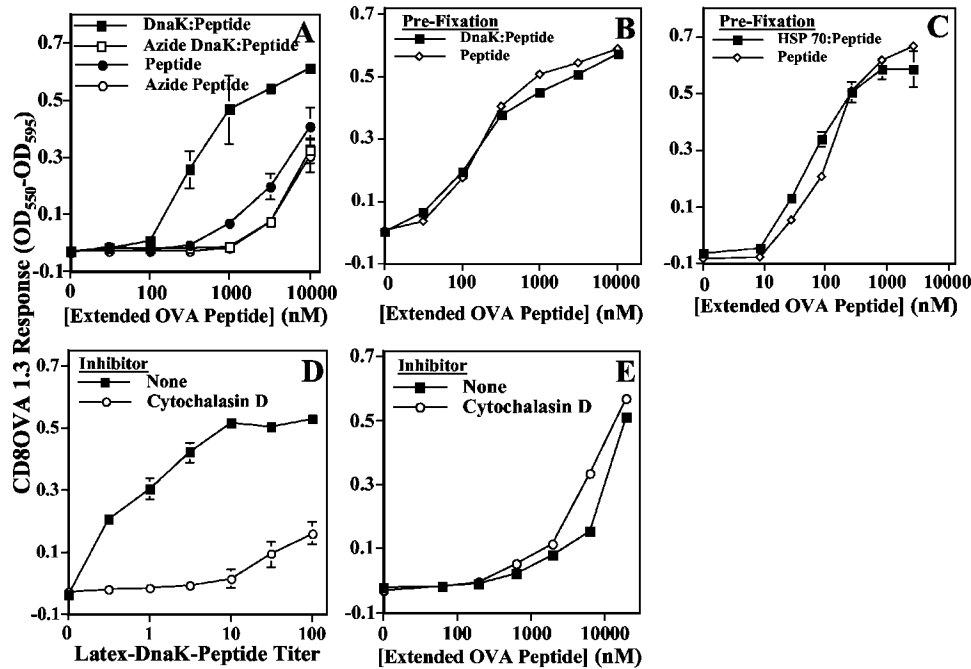 CD8OVA 1.3 Response (OD550-OD595)
A
DnaK:Peptide
Azide DnaK:Peptide
Peptide
Azide Peptide
0.7
0.5
0.3
0.1
-0.1
0 100 1000 10000
[Extended OVA Peptide] (nM)
B
Pre-Fixation
DnaK:Peptide
Peptide
0.7
0.5
0.3
0.1
-0.1
0 100 1000 10000
[Extended OVA Peptide] (nM)
C
Pre-Fixation
HSP 70:Peptide
Peptide
0.7
0.5
0.3
0.1
-0.1
0 10 100 1000 10000
[Extended OVA Peptide] (nM)
D
Inhibitor
None
Cytochalasin D
0.7
0.5
0.3
0.1
-0.1
0 1 10 100
Latex-DnaK-Peptide Titer
E
Inhibitor
None
Cytochalasin D
0.7
0.5
0.3
0.1
-0.1
0 100 1000 10000
[Extended OVA Peptide] (nM)